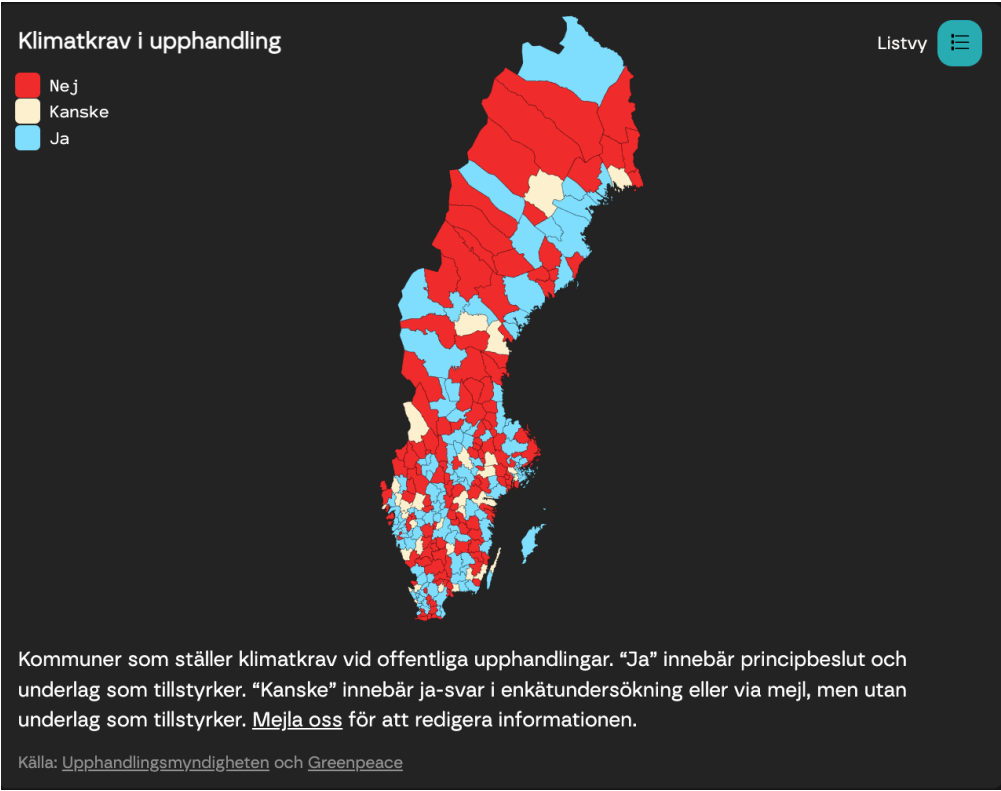 Klimatkrav i upphandling
Listvy
Nej
Kanske
Ja
Kommuner som ställer klimatkrav vid offentliga upphandlingar. “Ja” innebär principbeslut och
underlag som tillstyrker. “Kanske” innebär ja-svar i enkätundersökning eller via mejl, men utan
underlag som tillstyrker. Mejla oss för att redigera informationen.
Källa: Upphandlingsmyndigheten och Greenpeace